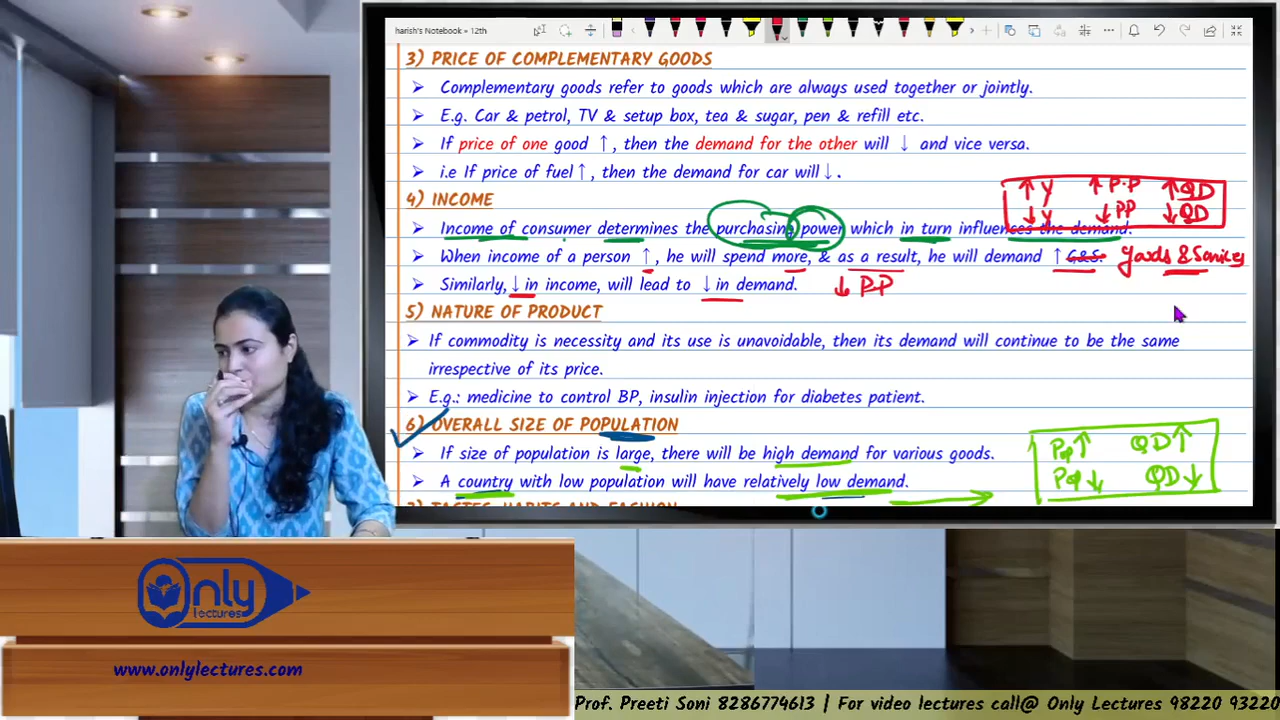 harish's Notebook » 12th
3) PRICE OF COMPLEMENTARY GOODS
➤ Complementary goods refer to goods which are always used together or jointly.
➤ E.g. Car & petrol, TV & setup box, tea & sugar, pen & refill etc.
➤ If price of one good ↑, then the demand for the other will ↓ and vice versa.
➤ i.e If price of fuel ↑, then the demand for car will ↓.
4) INCOME
↑ Y ↑ P.P ↑ QD
↓ Y ↓ PP ↓ QD
➤ Income of consumer determines the purchasing power which in turn influences the demand.
➤ When income of a person ↑, he will spend more, & as a result, he will demand ↑ G&S. goods & Services
➤ Similarly, ↓ in income, will lead to ↓ in demand. ↓ P.P
5) NATURE OF PRODUCT
➤ If commodity is necessity and its use is unavoidable, then its demand will continue to be the same
irrespective of its price.
➤ E.g.: medicine to control BP, insulin injection for diabetes patient.
6) OVERALL SIZE OF POPULATION
➤ If size of population is large, there will be high demand for various goods.
Pop ↑ QD ↑
➤ A country with low population will have relatively low demand.
Pop ↓ QD ↓
7) TASTES, HABITS AND FASHION
Only
lectures
www.onlylectures.com
Prof. Preeti Soni 8286774613 | For video lectures call@ Only Lectures 98220 93220